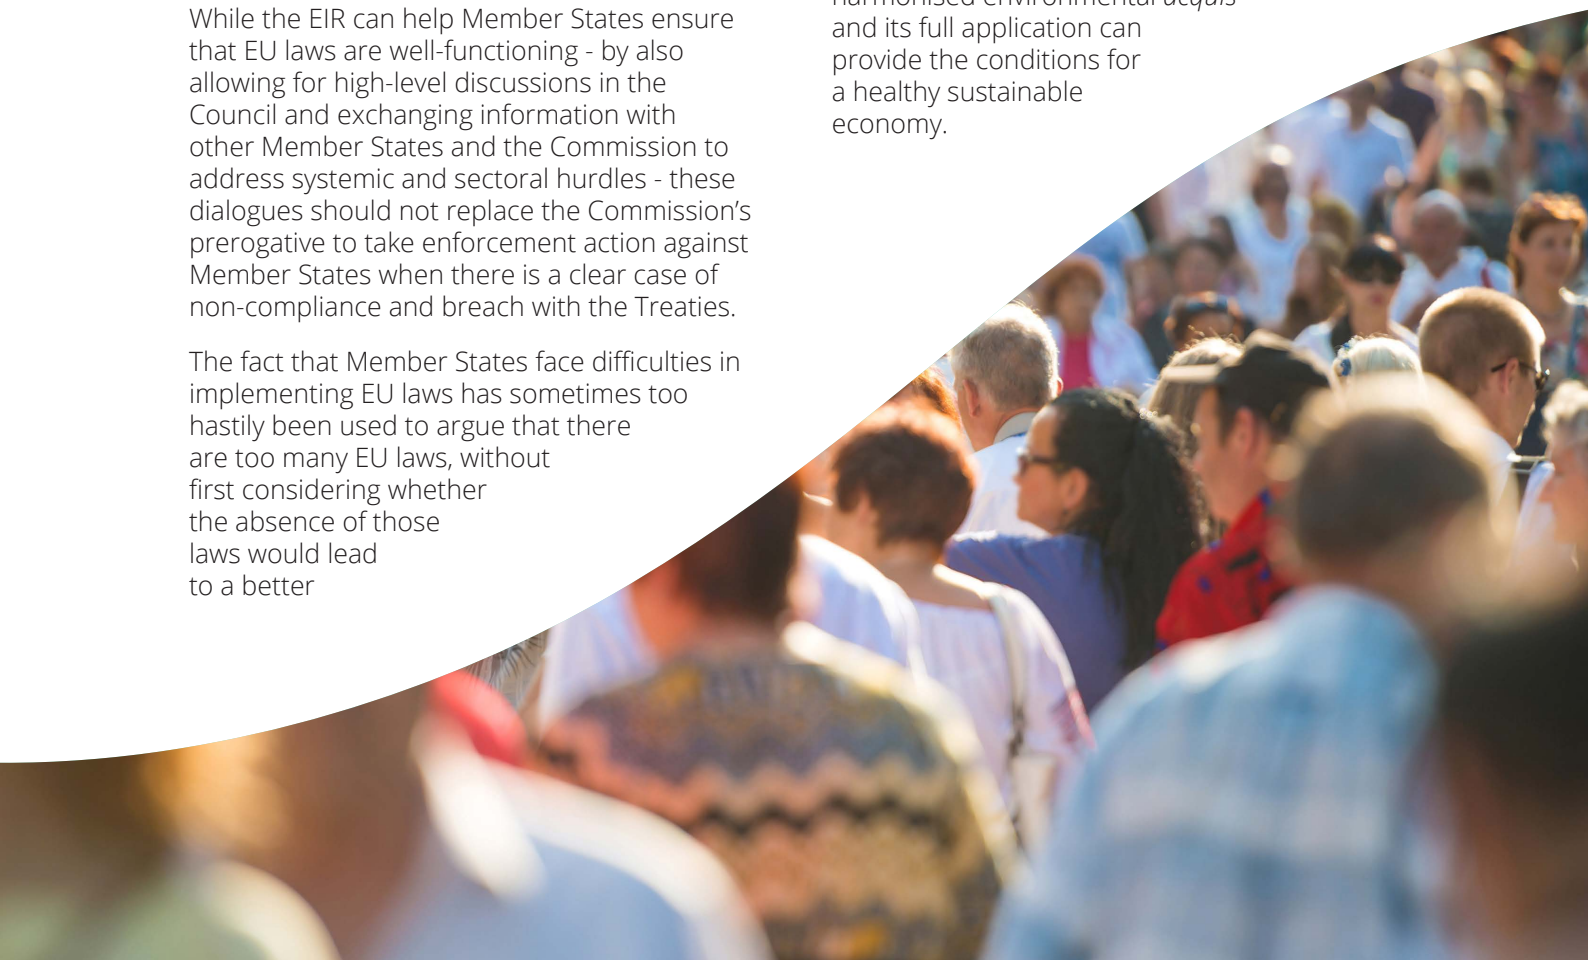 While the EIR can help Member States ensure
that EU laws are well-functioning - by also
allowing for high-level discussions in the
Council and exchanging information with
other Member States and the Commission to
address systemic and sectoral hurdles - these
dialogues should not replace the Commission’s
prerogative to take enforcement action against
Member States when there is a clear case of
non-compliance and breach with the Treaties.
The fact that Member States face difficulties in
implementing EU laws has sometimes too
hastily been used to argue that there
are too many EU laws, without
first considering whether
the absence of those
laws would lead
to a better
harmonised environmental acquis
and its full application can
provide the conditions for
a healthy sustainable
economy.